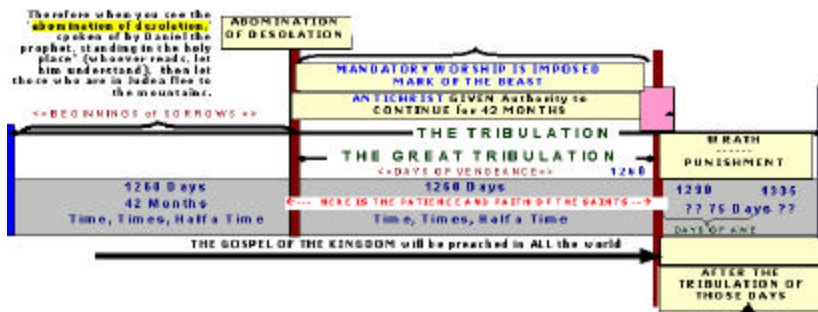 Therefore when you see the
'abomination of desolation,'
spoken of by Daniel the
prophet, standing in the holy
place" (whoever reads, let
him understand), then let
those who are in Judea flee to
the mountains.
ABOMINATION
OF DESOLATION
MANDATORY WORSHIP IS IMPOSED
MARK OF THE BEAST
ANTICHRIST GIVEN Authority to
CONTINUE for 42 MONTHS
<=BEGINNINGS of SORROWS =>
THE TRIBULATION
THE GREAT TRIBULATION
<=DAYS OF VENGEANCE=>
1260
WRATH
------
PUNISHMENT
1260 Days
42 Months
Time, Times, Half a Time
1260 Days
<--- HERE IS THE PATIENCE AND FAITH OF THE SAINTS -->
Time, Times, Half a Time
1290 1335
?? 75 Days ??
DAYS OF AWE
THE GOSPEL OF THE KINGDOM will be preached in ALL the world
AFTER THE
TRIBULATION OF
THOSE DAYS